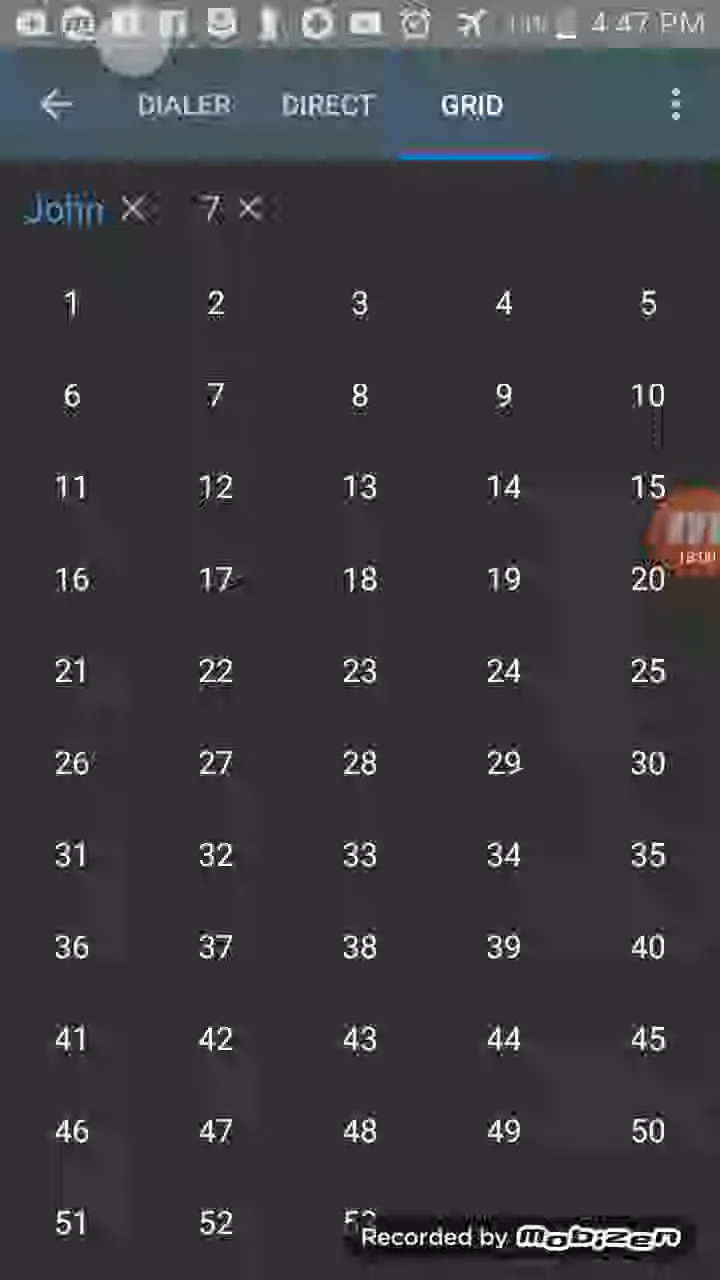 4:47 PM
DIALER DIRECT GRID
John × 7 ×
1 2 3 4 5
6 7 8 9 10
11 12 13 14 15
16 17 18 19 20
21 22 23 24 25
26 27 28 29 30
31 32 33 34 35
36 37 38 39 40
41 42 43 44 45
46 47 48 49 50
51 52 53
Recorded by mobizen